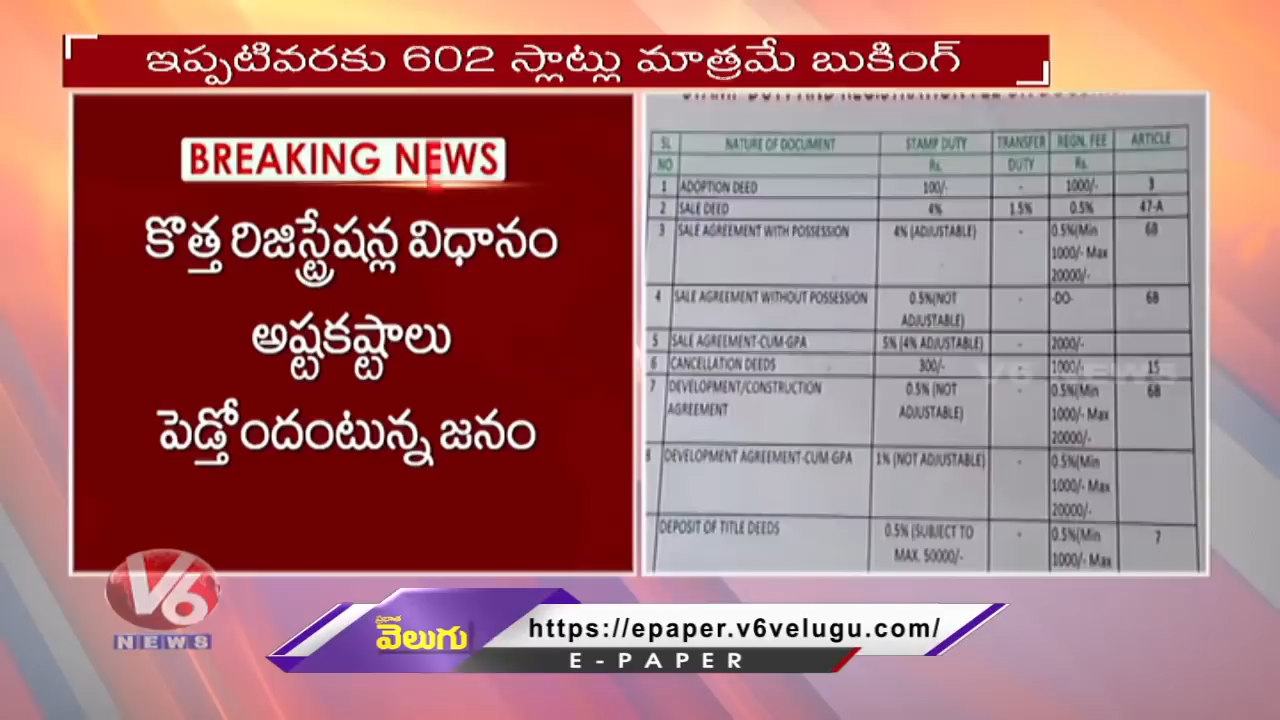 ఇప్పటివరకు 602 స్లాట్లు మాత్రమే బుకింగ్
BREAKING NEWS
కొత్త రిజిస్ట్రేషన్ల విధానం
అష్టకష్టాలు
పెడ్తోందంటున్న జనం
SL NO NATURE OF DOCUMENT STAMP DUTY Rs. TRANSFER DUTY REGN. FEE Rs. ARTICLE
1 ADOPTION DEED 100/- - 1000/- 3
2 SALE DEED 4% 1.5% 0.5% 47-A
3 SALE AGREEMENT WITH POSSESSION 4% (ADJUSTABLE) - 0.5%(Min 1000/- Max 20000/- 6B
4 SALE AGREEMENT WITHOUT POSSESSION 0.5%(NOT ADJUSTABLE) - -DO- 6B
5 SALE AGREEMENT-CUM-GPA 5% (4% ADJUSTABLE) - 2000/-
6 CANCELLATION DEEDS 300/- - 1000/- 15
7 DEVELOPMENT/CONSTRUCTION AGREEMENT 0.5% (NOT ADJUSTABLE) - 0.5%(Min 1000/- Max 20000/- 6B
8 DEVELOPMENT AGREEMENT-CUM-GPA 1% (NOT ADJUSTABLE) - 0.5%(Min 1000/- Max 20000/-
DEPOSIT OF TITLE DEEDS 0.5% (SUBJECT TO MAX. 50000/- - 0.5%(Min 1000/- Max 7
V6 NEWS
V6
NEWS
ప్రభాత
వెలుగు
https://epaper.v6velugu.com/
E-PAPER